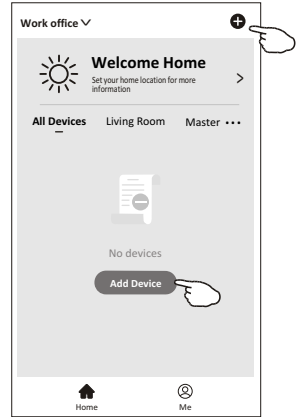 Work office
Welcome Home
Set your home location for more
information
All Devices Living Room Master
No devices
Add Device
Home Me